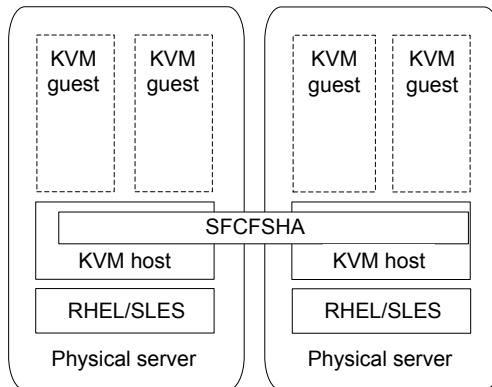 KVM
guest
KVM
guest
KVM
guest
KVM
guest
SFCFSHA
KVM host
KVM host
RHEL/SLES
RHEL/SLES
Physical server
Physical server